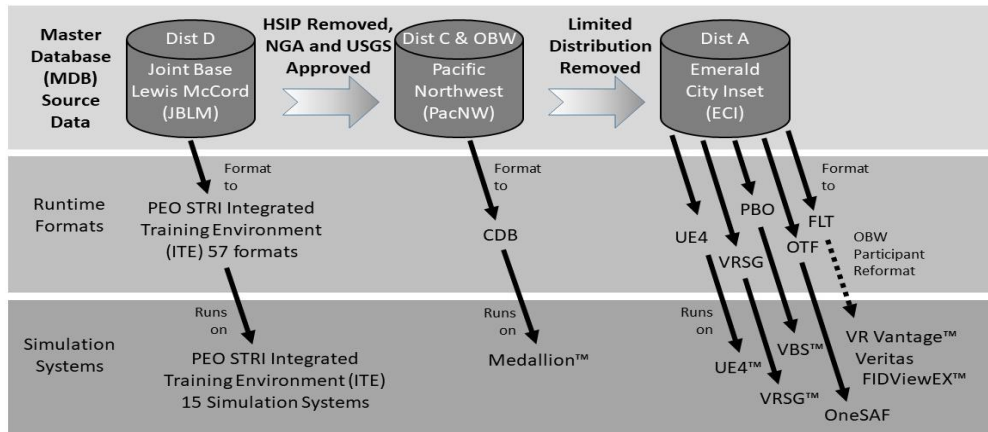 Master
Database
(MDB)
Source
Data
Dist D
Joint Base
Lewis McCord
(JBLM)
HSIP Removed,
NGA and USGS
Approved
Dist C & OBW
Pacific
Northwest
(PacNW)
Limited
Distribution
Removed
Dist A
Emerald
City Inset
(ECI)
Runtime
Formats
Format
to
PEO STRI Integrated
Training Environment
(ITE) 57 formats
Format
to
CDB
Format
to
UE4
VRSG
PBO
OTF
FLT
OBW
Participant
Reformat
Simulation
Systems
Runs
on
PEO STRI Integrated
Training Environment (ITE)
15 Simulation Systems
Runs
on
Medallion™
Runs
on
UE4™
VRSG™
VBS™
OneSAF
VR Vantage™
Veritas
FIDViewEX™